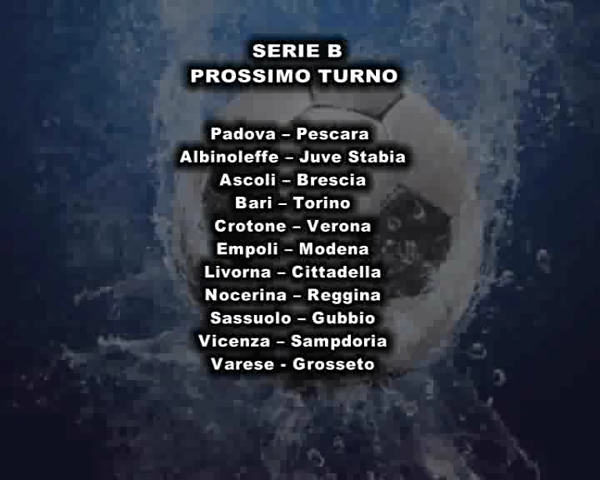 SERIE B
PROSSIMO TURNO
Padova – Pescara
Albinoleffe – Juve Stabia
Ascoli – Brescia
Bari – Torino
Crotone – Verona
Empoli – Modena
Livorna – Cittadella
Nocerina – Reggina
Sassuolo – Gubbio
Vicenza – Sampdoria
Varese - Grosseto